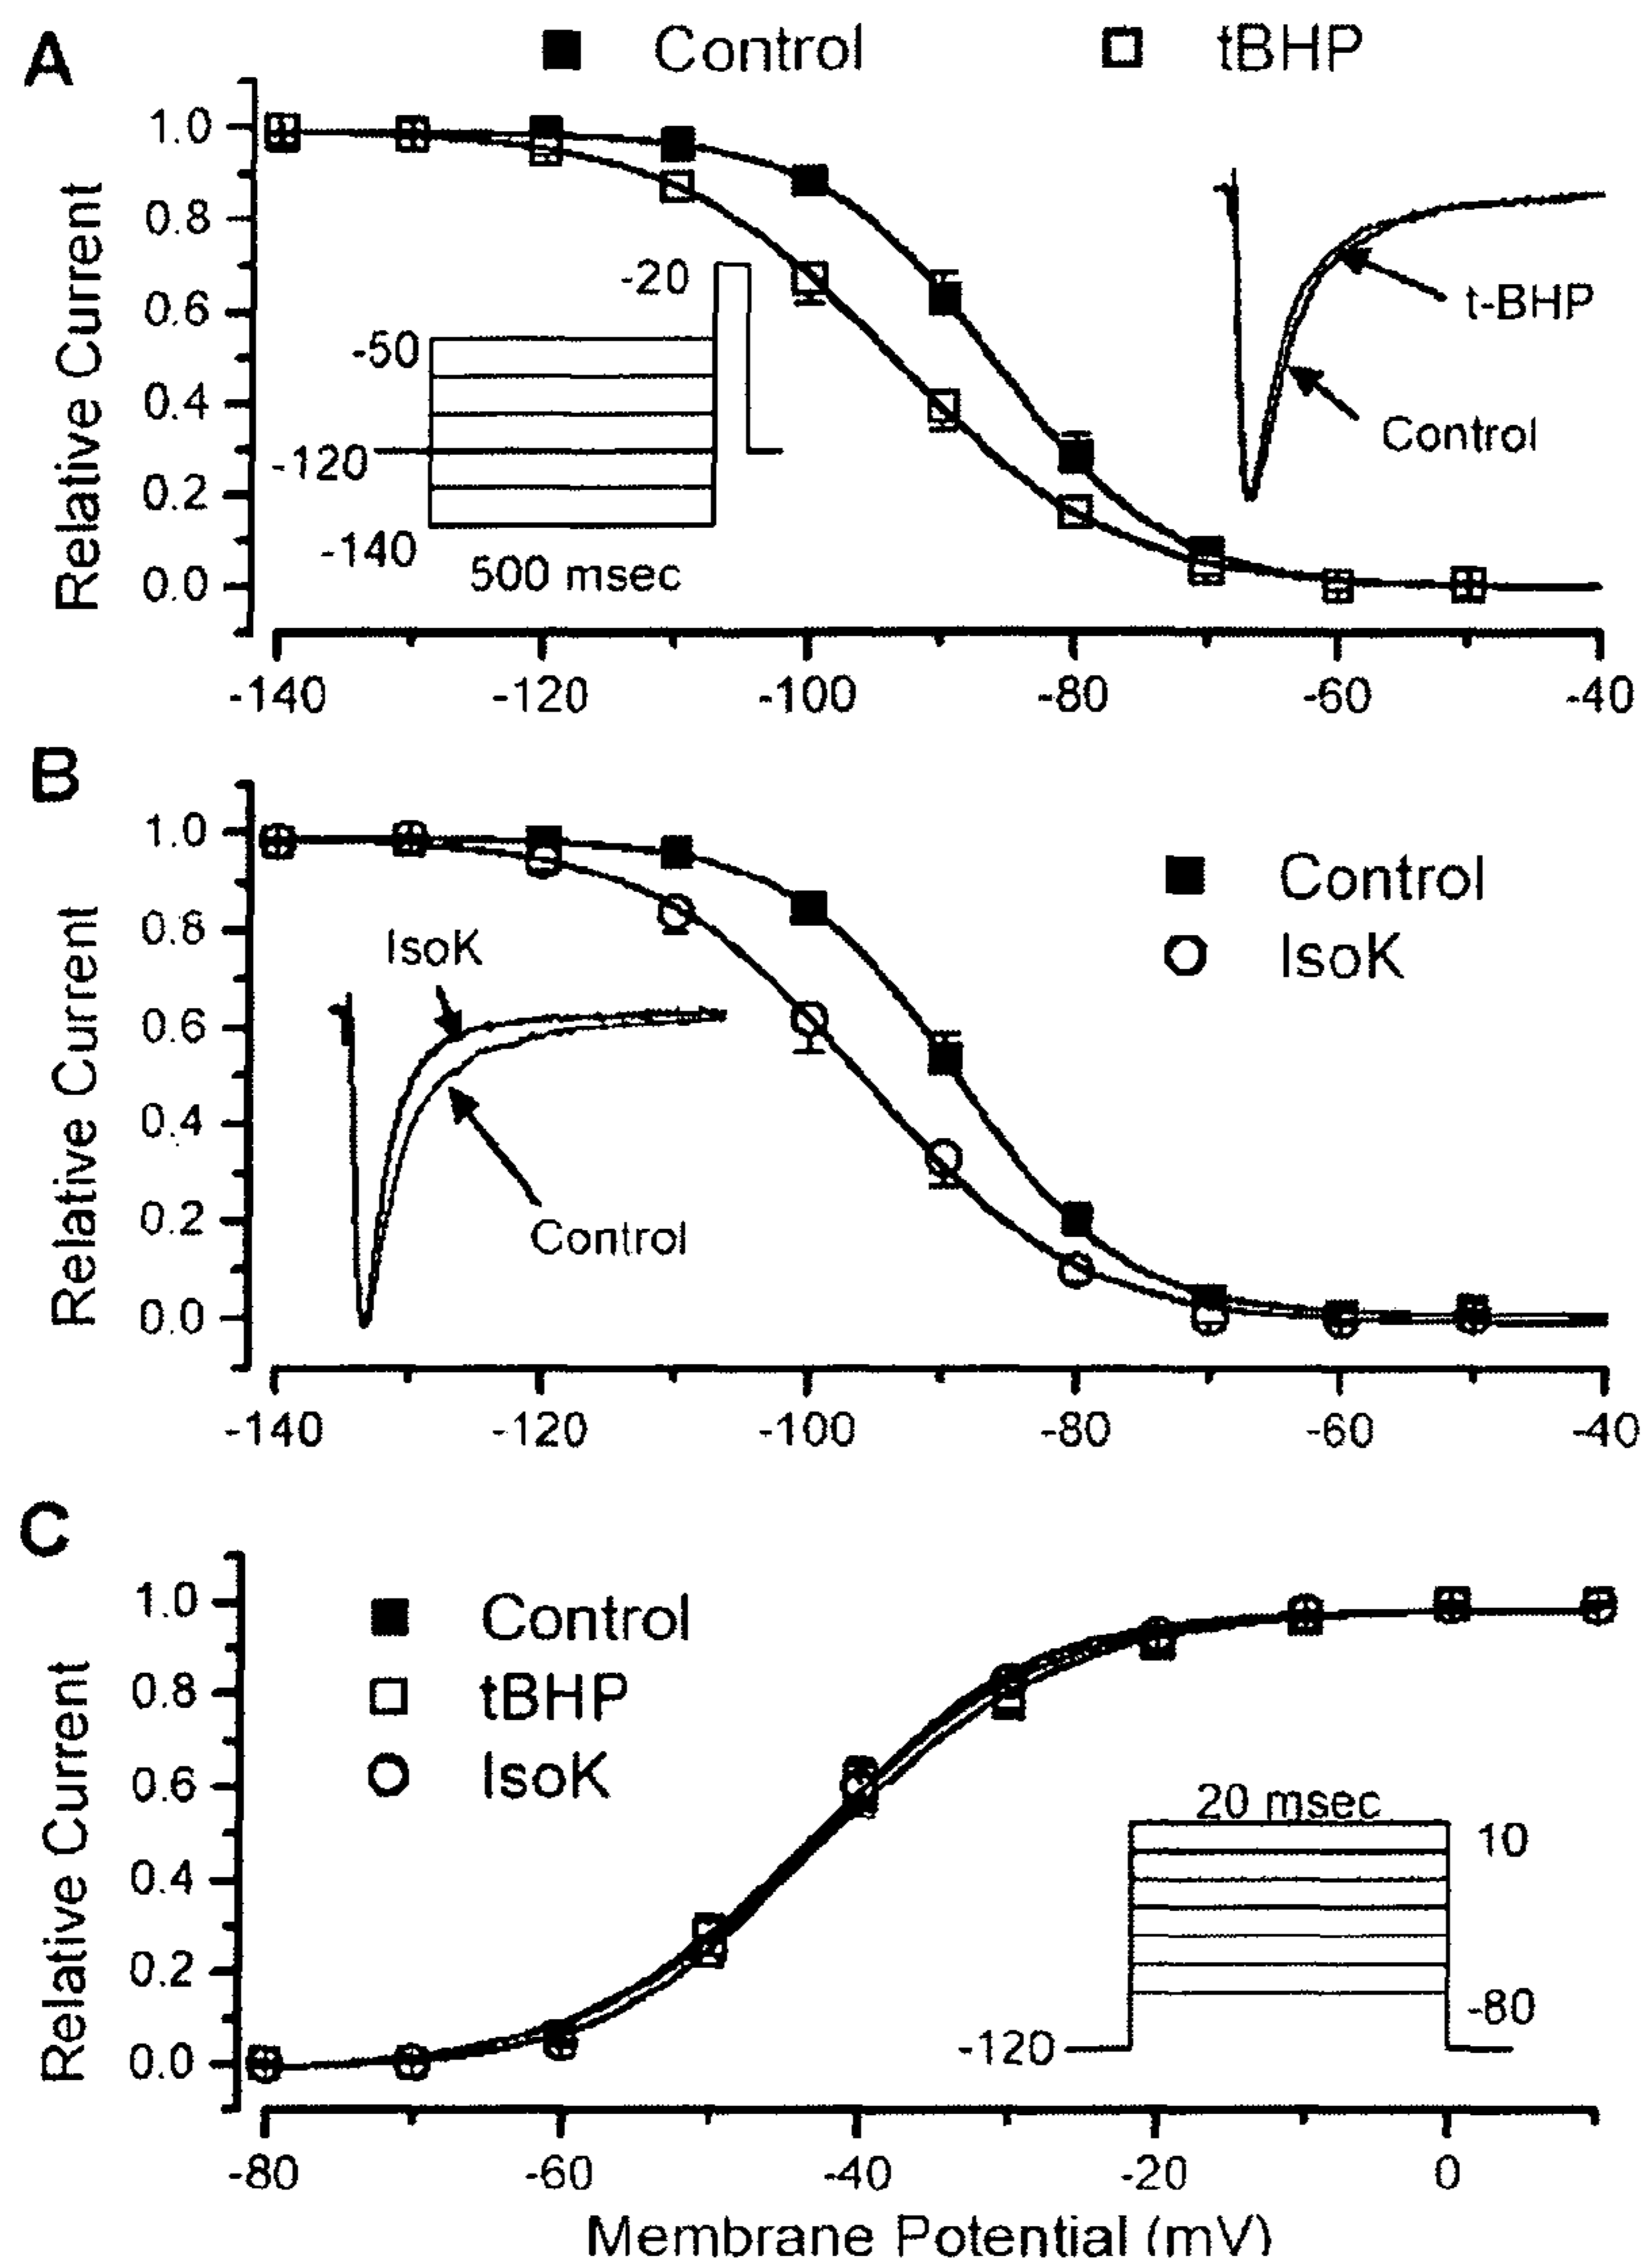 A
Control tBHP
1.0
0.8
0.6
0.4
0.2
0.0
Relative Current
-20
-50
-120
-140
500 msec
t-BHP
Control
-140 -120 -100 -80 -60 -40
B
1.0
0.8
0.6
0.4
0.2
0.0
Relative Current
Control
IsoK
IsoK
Control
-140 -120 -100 -80 -60 -40
C
1.0
0.8
0.6
0.4
0.2
0.0
Relative Current
Control
tBHP
IsoK
20 msec
10
-80
-120
-80 -60 -40 -20 0
Membrane Potential (mV)